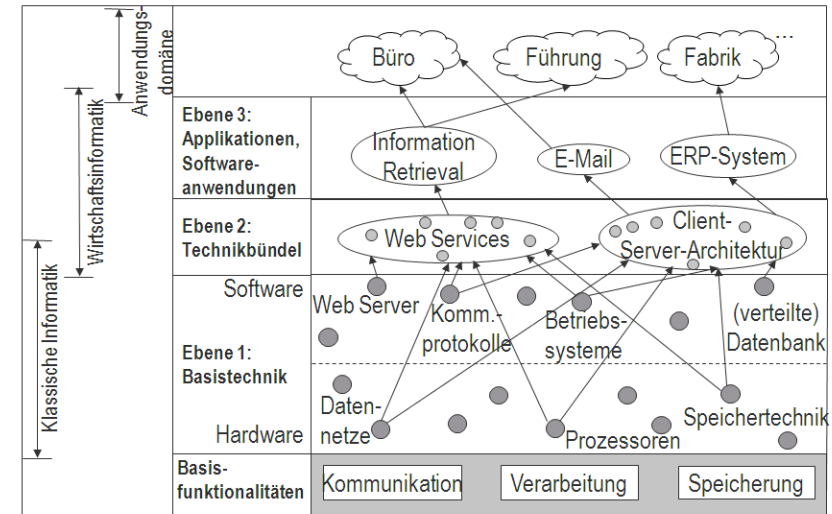 Anwendungs-
domäne
Wirtschaftsinformatik
Klassische Informatik
Büro
Führung
Fabrik
...
Ebene 3:
Applikationen,
Software-
anwendungen
Information
Retrieval
E-Mail
ERP-System
Ebene 2:
Technikbündel
Web Services
Client-
Server-Architektur
Software
Ebene 1:
Basistechnik
Hardware
Web Server
Komm.-
protokolle
Betriebs-
systeme
(verteilte)
Datenbank
Daten-
netze
Prozessoren
Speichertechnik
Basis-
funktionalitäten
Kommunikation
Verarbeitung
Speicherung